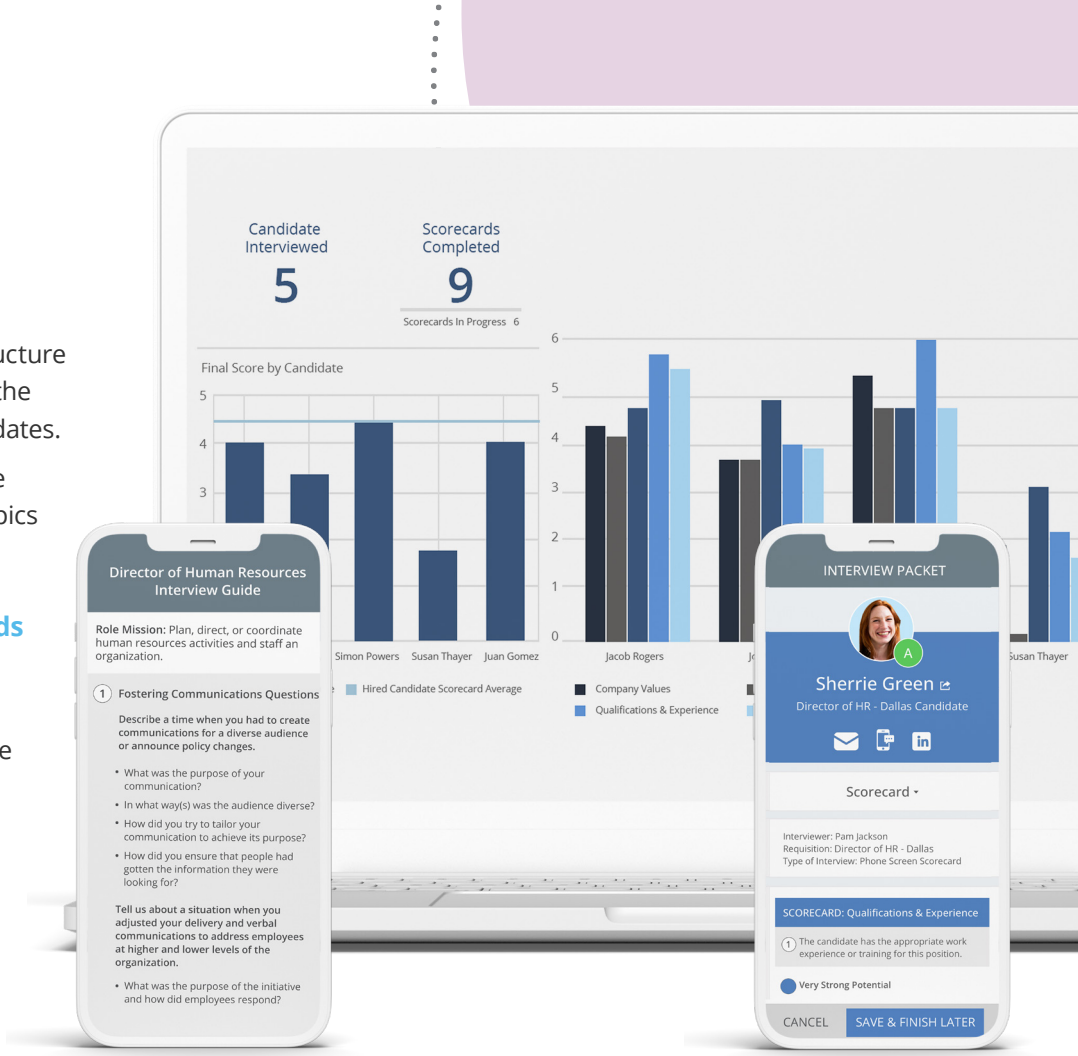 ucture
the
dates.
e
pics
ds
e
Candidate
Interviewed
5
Scorecards
Completed
9
Scorecards In Progress 6
Final Score by Candidate
5
4
3
Simon Powers
Susan Thayer
Juan Gomez
e
Hired Candidate Scorecard Average
6
5
4
3
2
1
0
Jacob Rogers
Jo
Susan Thayer
Company Values
Qualifications & Experience
Director of Human Resources
Interview Guide
Role Mission: Plan, direct, or coordinate
human resources activities and staff an
organization.
1 Fostering Communications Questions
Describe a time when you had to create
communications for a diverse audience
or announce policy changes.
• What was the purpose of your
communication?
• In what way(s) was the audience diverse?
• How did you try to tailor your
communication to achieve its purpose?
• How did you ensure that people had
gotten the information they were
looking for?
Tell us about a situation when you
adjusted your delivery and verbal
communications to address employees
at higher and lower levels of the
organization.
• What was the purpose of the initiative
and how did employees respond?
INTERVIEW PACKET
A
Sherrie Green
Director of HR - Dallas Candidate
in
Scorecard
Interviewer: Pam Jackson
Requisition: Director of HR - Dallas
Type of Interview: Phone Screen Scorecard
SCORECARD: Qualifications & Experience
1 The candidate has the appropriate work
experience or training for this position.
Very Strong Potential
CANCEL
SAVE & FINISH LATER